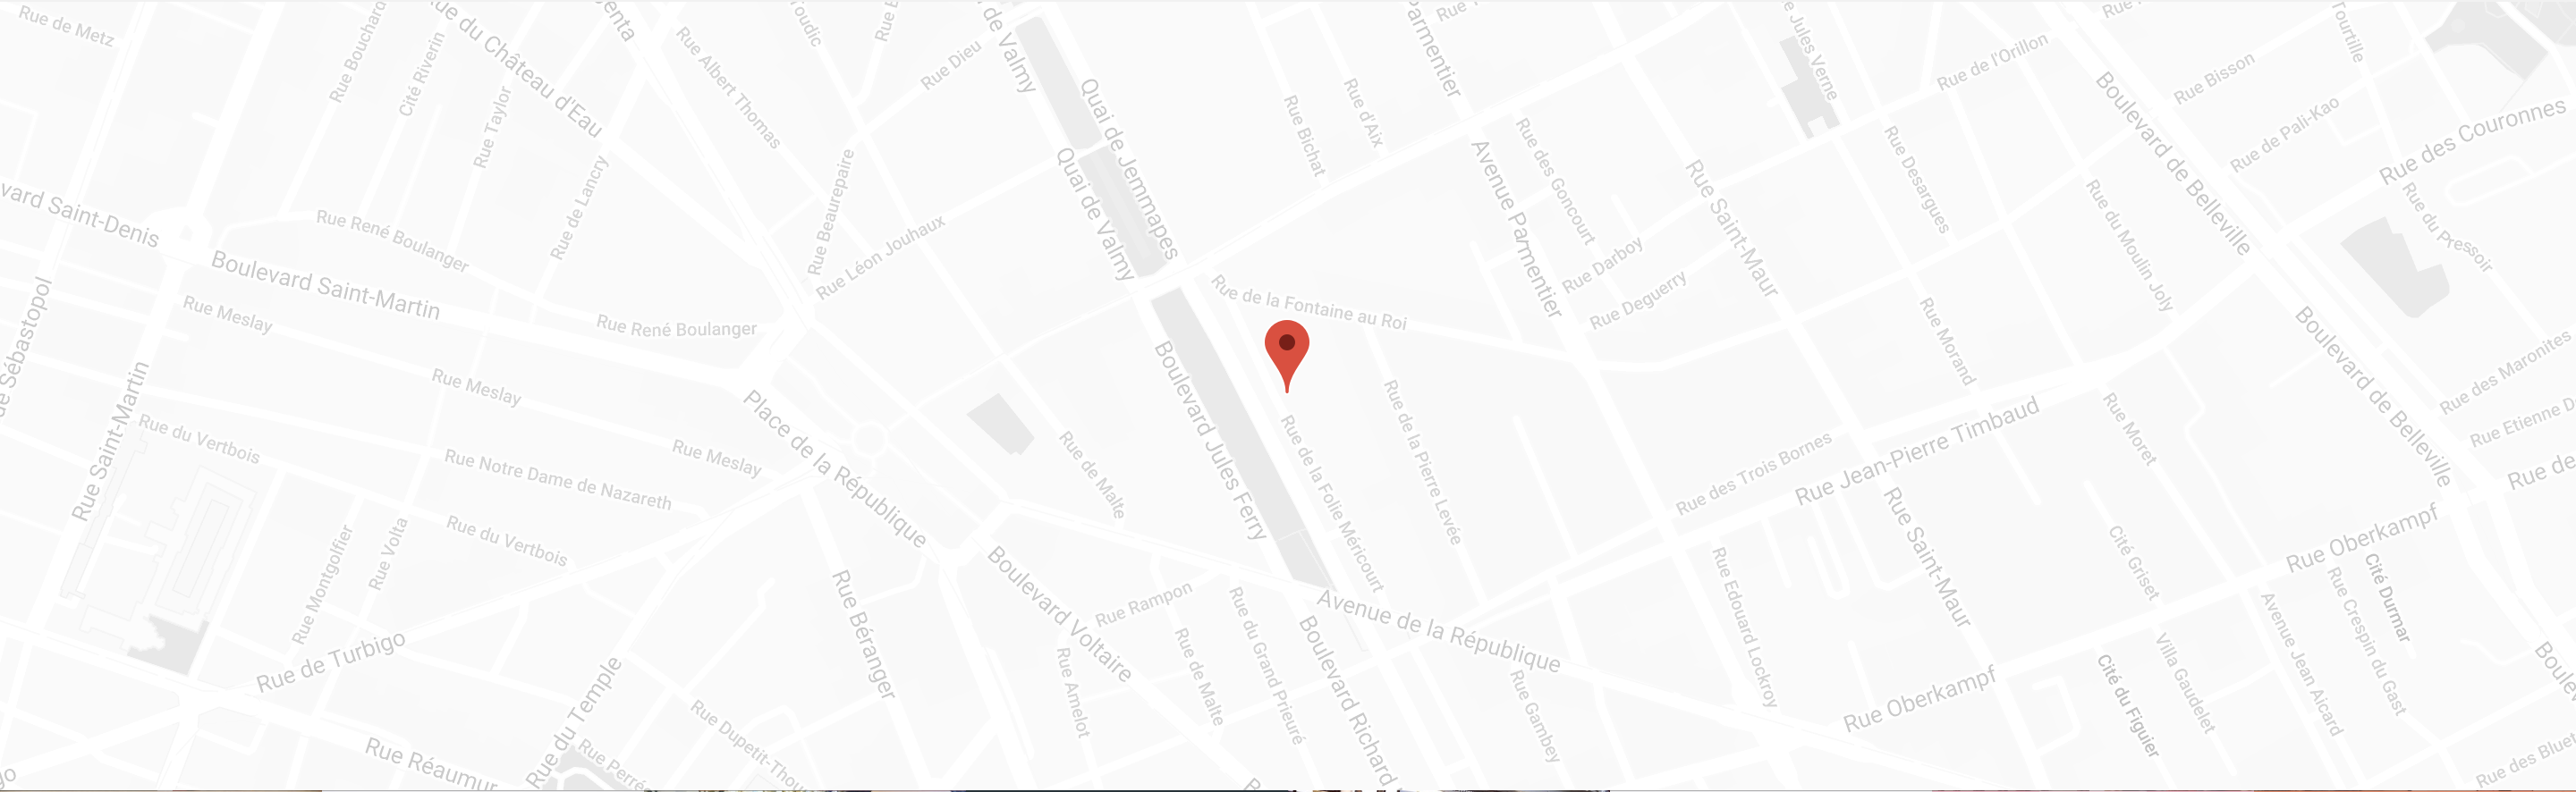 Rue de Metz
Rue Bouchard
Cité Riverin
Rue du Château d'Eau
Rue Taylor
Rue de Lancry
Rue Albert Thomas
Rue Beaurepaire
Rue Dieu
de Valmy
Quai de Jemmapes
Quai de Valmy
Rue Léon Jouhaux
Rue Bichat
Rue d'Aix
Parmentier
Avenue Parmentier
Rue des Goncourt
Rue Darboy
Rue Deguerry
Rue Saint-Maur
Jules Verne
Rue Desargues
Rue de l'Orillon
Rue du Moulin Joly
Boulevard de Belleville
Rue Bisson
Rue de Pali-Kao
Tourtille
Rue des Couronnes
Rue du Pressoir
vard Saint-Denis
Boulevard Saint-Martin
Rue René Boulanger
Rue René Boulanger
Rue Meslay
Rue Meslay
Rue Meslay
de Sébastopol
Rue Saint-Martin
Rue du Vertbois
Rue du Vertbois
Rue Notre Dame de Nazareth
Place de la République
Rue de Malte
Boulevard Jules Ferry
Rue de la Fontaine au Roi
Rue de la Folie Méricourt
Rue de la Pierre Levée
Rue Morand
Rue des Trois Bornes
Rue Jean-Pierre Timbaud
Rue Moret
Boulevard de Belleville
Rue des Maronites
Rue Etienne D
Rue de
Rue Montgolfier
Rue Volta
Rue de Turbigo
Rue Réaumur
Rue du Temple
Rue Perrée
Rue Dupetit-Thou
Rue Béranger
Boulevard Voltaire
Rue Rampon
Rue Amelot
Rue de Malte
Rue du Grand Prieuré
Boulevard Richard
Avenue de la République
Rue Gambey
Rue Edouard Lockroy
Rue Saint-Maur
Rue Oberkampf
Rue Oberkampf
Cité Griset
Villa Gaudelet
Cité du Figuier
Avenue Jean Aicard
Rue Crespin du Gast
Cité Durmar
Boule
Rue des Bluet